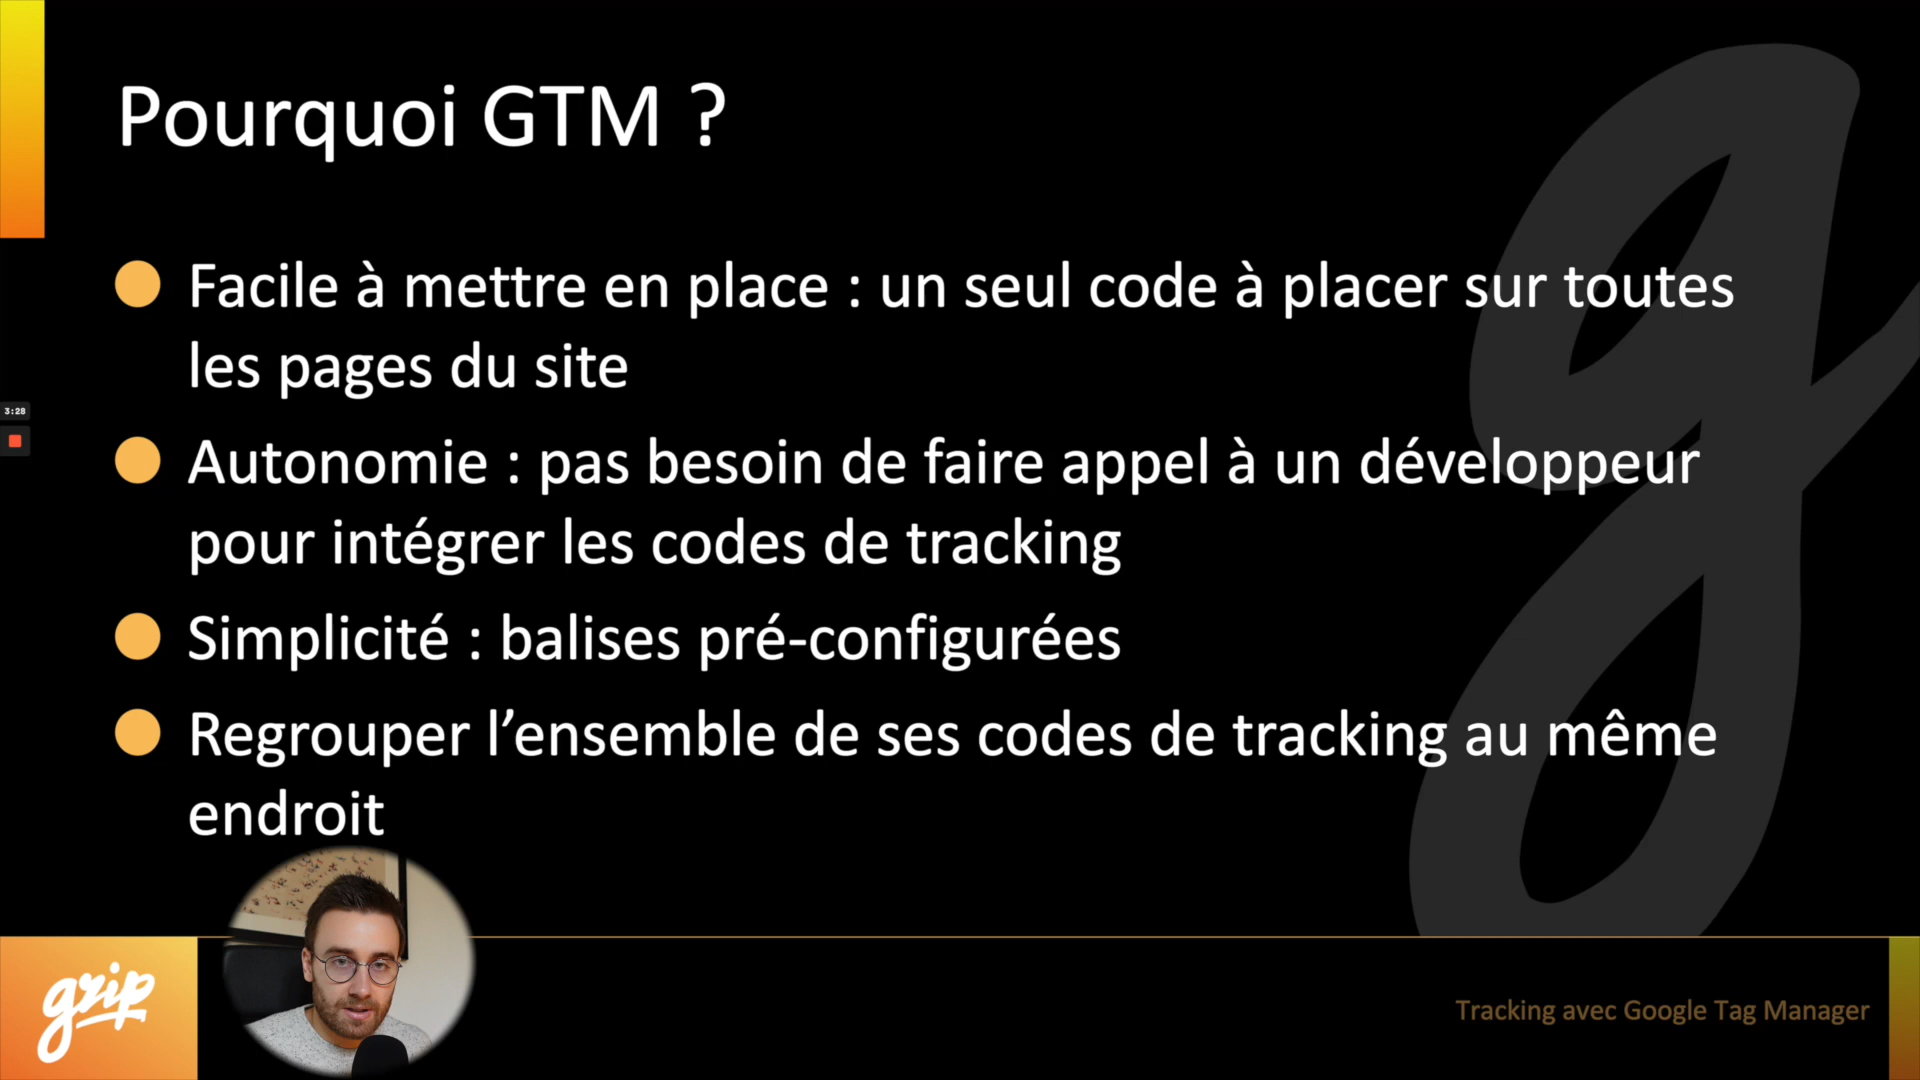 Pourquoi GTM ?
Facile à mettre en place : un seul code à placer sur toutes
les pages du site
3:28
Autonomie : pas besoin de faire appel à un développeur
pour intégrer les codes de tracking
Simplicité : balises pré-configurées
Regrouper l’ensemble de ses codes de tracking au même
endroit
grip
Tracking avec Google Tag Manager